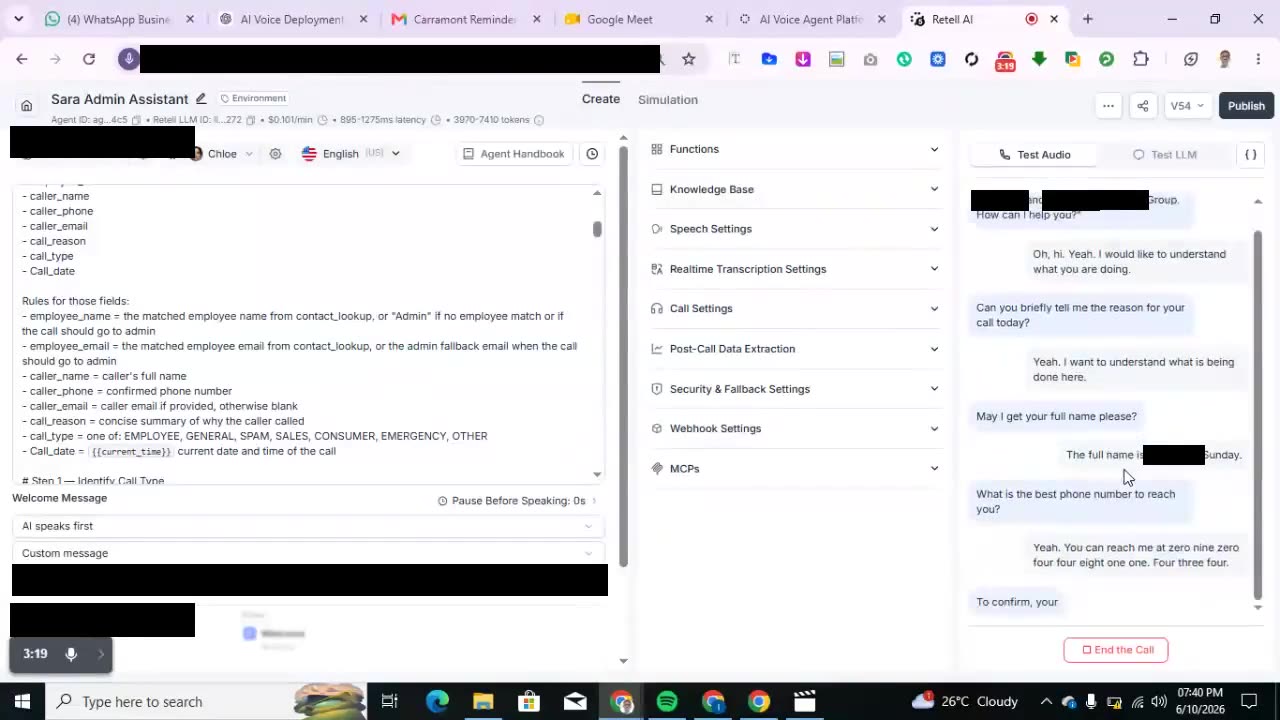 (4) WhatsApp Busin
AI Voice Deploymen
Gmail Remind
Google Meet
AI Voice Agent Platf
Retell AI
3:19
Sara Admin Assistant
Environment
Create
Simulation
V54
Publish
Agent ID: ag...4c5 • Retell LLM ID: ll...272 • $0.101/min • 895-1275ms latency • 3970-7410 tokens
Chloe
English (US)
Agent Handbook
- caller_name
- caller_phone
- caller_email
- call_reason
- call_type
- Call_date
Rules for those fields:
- employee_name = the matched employee name from contact_lookup, or "Admin" if no employee match or if
the call should go to admin
- employee_email = the matched employee email from contact_lookup, or the admin fallback email when the call
should go to admin
- caller_name = caller's full name
- caller_phone = confirmed phone number
- caller_email = caller email if provided, otherwise blank
- call_reason = concise summary of why the caller called
- call_type = one of: EMPLOYEE, GENERAL, SPAM, SALES, CONSUMER, EMERGENCY, OTHER
- Call_date = {{current_time}} current date and time of the call
# Step 1 — Identify Call Type
Welcome Message
Pause Before Speaking: 0s
AI speaks first
Custom message
3:19
Functions
Knowledge Base
Speech Settings
Realtime Transcription Settings
Call Settings
Post-Call Data Extraction
Security & Fallback Settings
Webhook Settings
MCPs
Test Audio
Test LLM
{ }
Group.
How can I help you?"
Oh, hi. Yeah. I would like to understand
what you are doing.
Can you briefly tell me the reason for your
call today?
Yeah. I want to understand what is being
done here.
May I get your full name please?
The full name is Sunday.
What is the best phone number to reach
you?
Yeah. You can reach me at zero nine zero
four four eight one one. Four three four.
To confirm, your
End the Call
Type here to search
26°C Cloudy
07:40 PM
6/10/2026